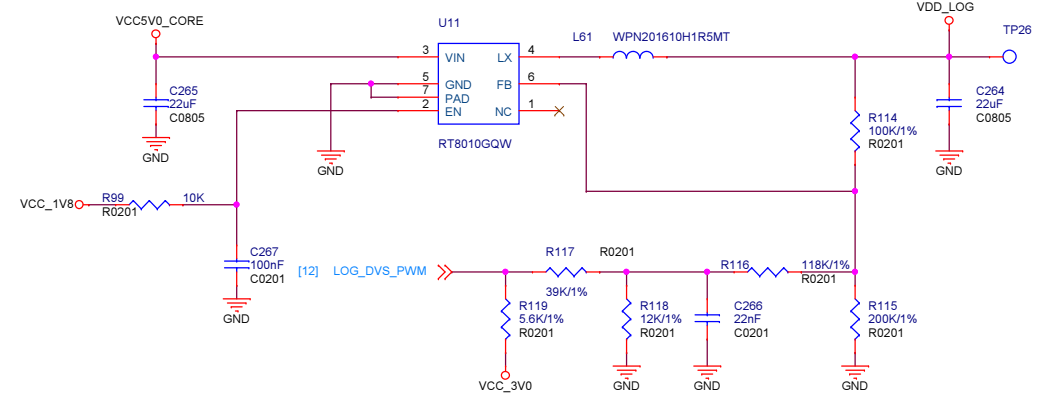 VCC5V0_CORE
U11
L61 WPN201610H1R5MT
VDD_LOG
TP26
3 VIN LX 4
5 GND FB 6
7 PAD
2 EN NC 1
RT8010GQW
C265
22uF
C0805
GND
GND
C264
22uF
C0805
GND
R114
100K/1%
R0201
VCC_1V8
R99 10K
R0201
C267
100nF
C0201
GND
[12] LOG_DVS_PWM
R117 R0201
39K/1%
R116 118K/1%
R0201
R119
5.6K/1%
R0201
VCC_3V0
R118
12K/1%
R0201
GND
C266
22nF
C0201
GND
R115
200K/1%
R0201
GND